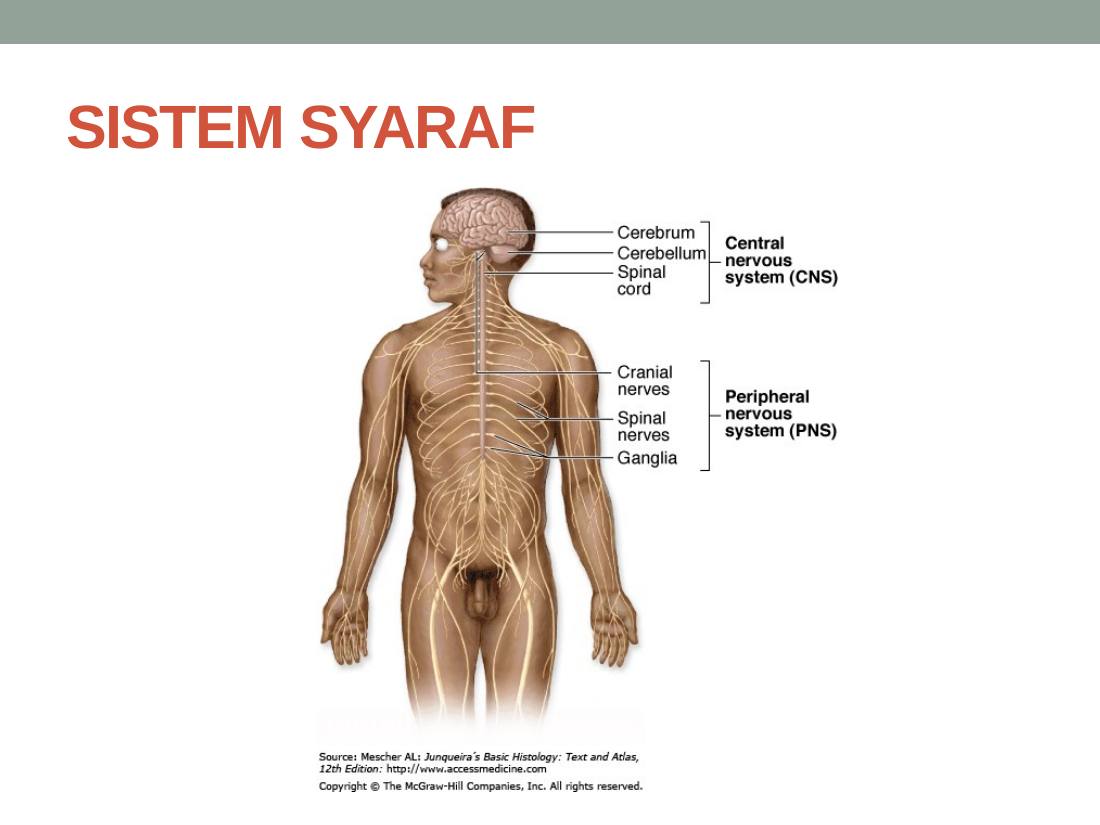 SISTEM SYARAF
Cerebrum
Cerebellum
Spinal
cord
Central
nervous
system (CNS)
Cranial
nerves
Spinal
nerves
Ganglia
Peripheral
nervous
system (PNS)
Source: Mescher AL: Junqueira´s Basic Histology: Text and Atlas,
12th Edition: http://www.accessmedicine.com
Copyright © The McGraw-Hill Companies, Inc. All rights reserved.